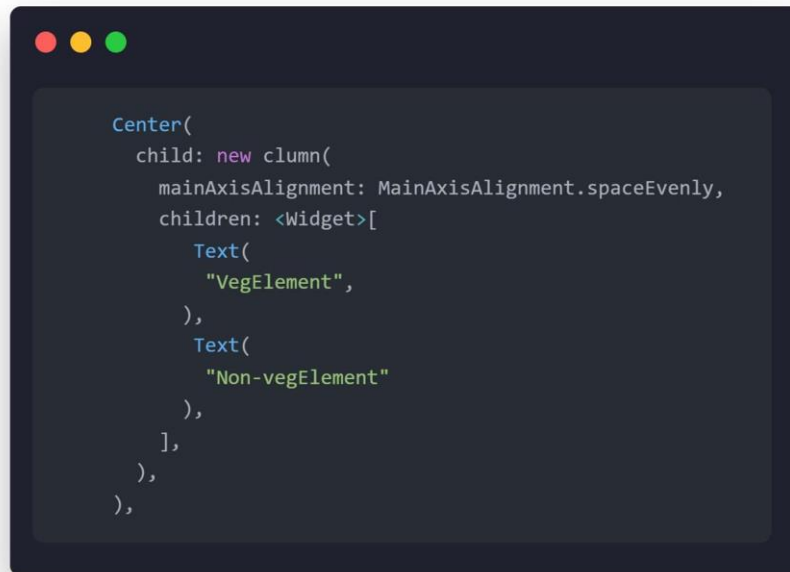 Center(
child: new clumn(
mainAxisAlignment: MainAxisAlignment.spaceEvenly,
children: <Widget>[
Text(
"VegElement",
),
Text(
"Non-vegElement"
),
],
),
),